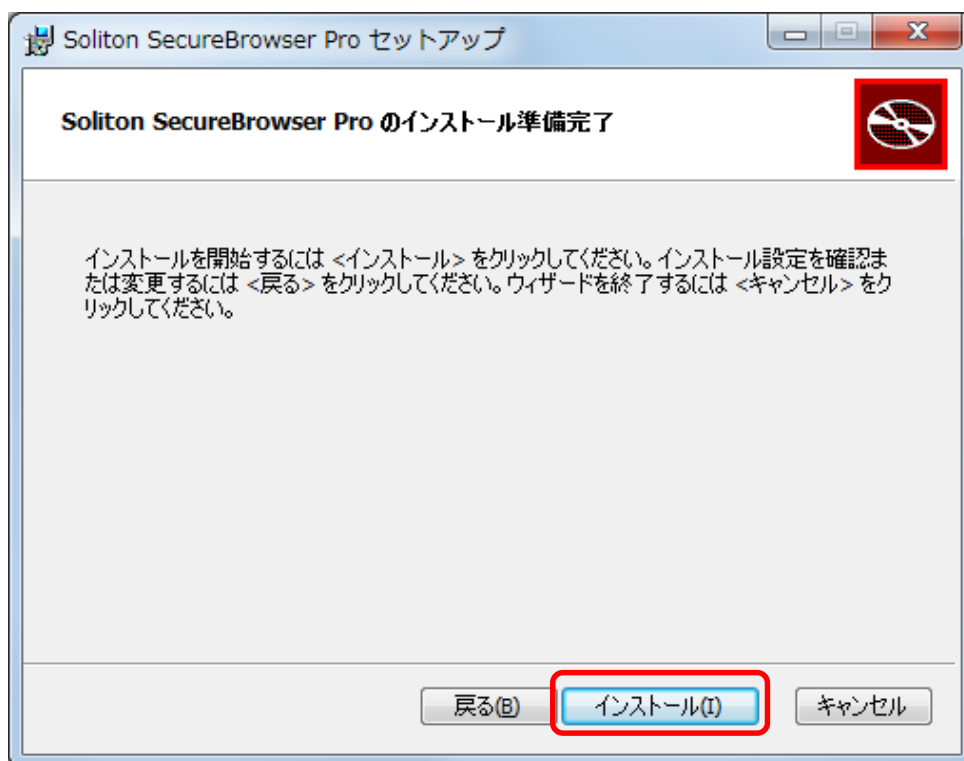 Soliton SecureBrowser Pro セットアップ
Soliton SecureBrowser Pro のインストール準備完了
インストールを開始するには <インストール> をクリックしてください。インストール設定を確認ま
たは変更するには <戻る> をクリックしてください。ウィザードを終了するには <キャンセル> をク
リックしてください。
戻る(B) インストール(I) キャンセル